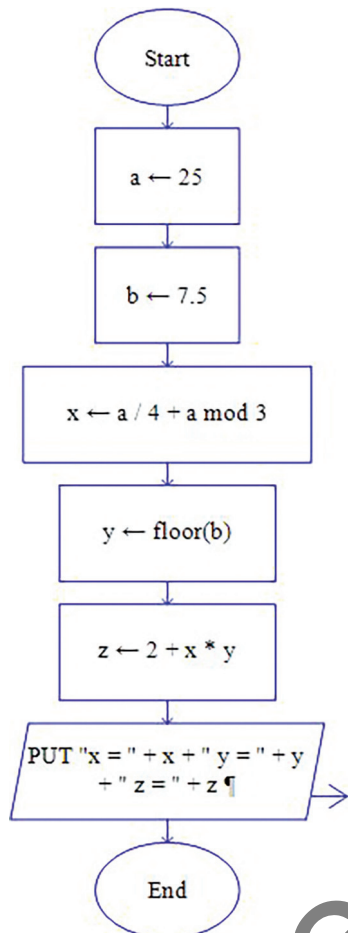 Start
a ← 25
b ← 7.5
x ← a / 4 + a mod 3
y ← floor(b)
z ← 2 + x * y
PUT "x = " + x + " y = " + y
+ " z = " + z ¶
End